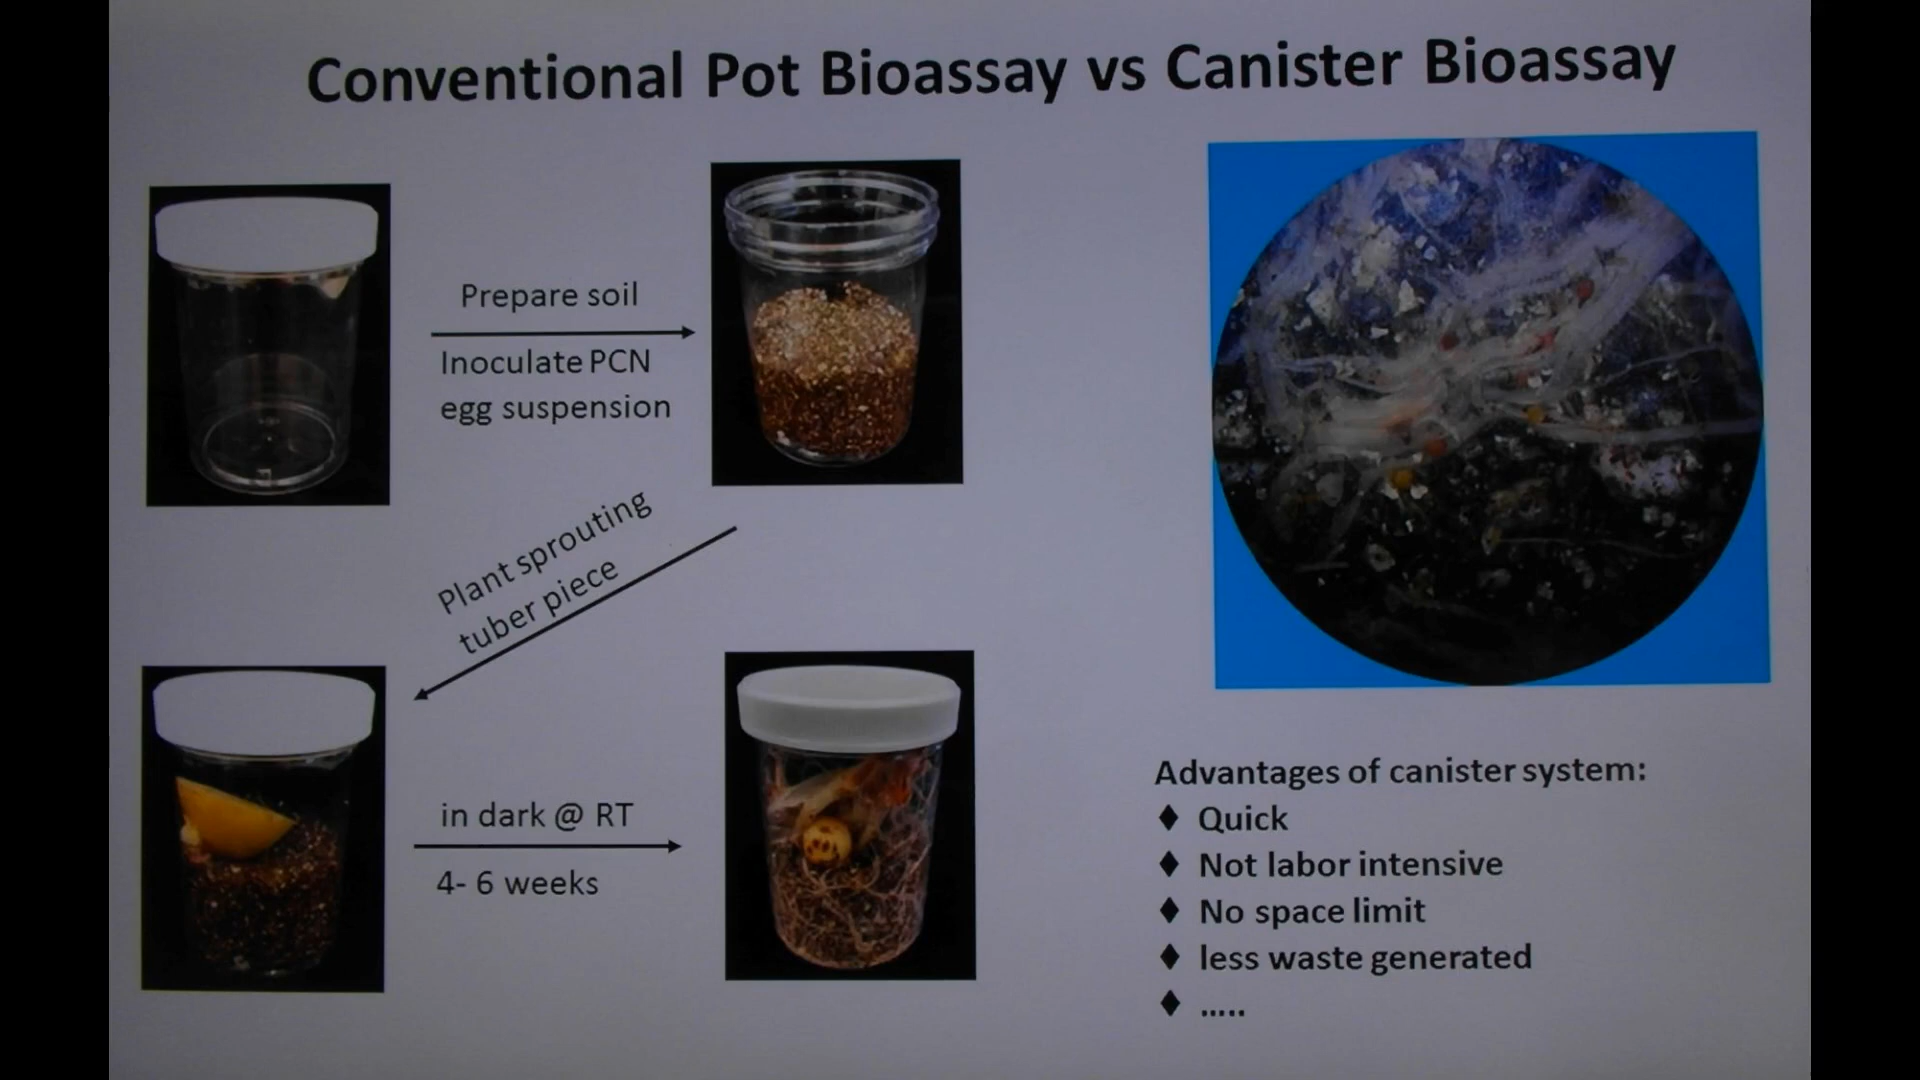 Conventional Pot Bioassay vs Canister Bioassay
Prepare soil
Inoculate PCN
egg suspension
Plant sprouting
tuber piece
in dark @ RT
4- 6 weeks
Advantages of canister system:
♦ Quick
♦ Not labor intensive
♦ No space limit
♦ less waste generated
♦ .....